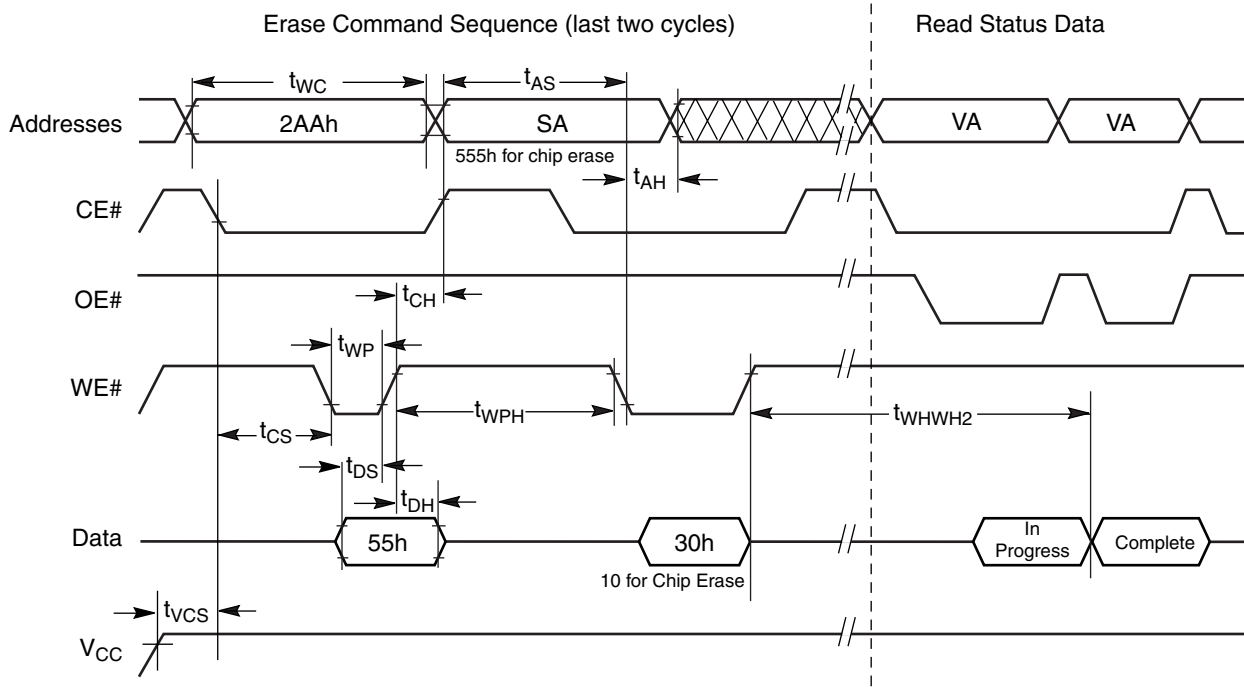 Erase Command Sequence (last two cycles)
Read Status Data
tWC
tAS
Addresses
2AAh
SA
VA
VA
555h for chip erase
tAH
CE#
OE#
tCH
tWP
WE#
tWPH
tWHWH2
tCS
tDS
tDH
Data
55h
30h
In
Progress
Complete
10 for Chip Erase
tVCS
VCC